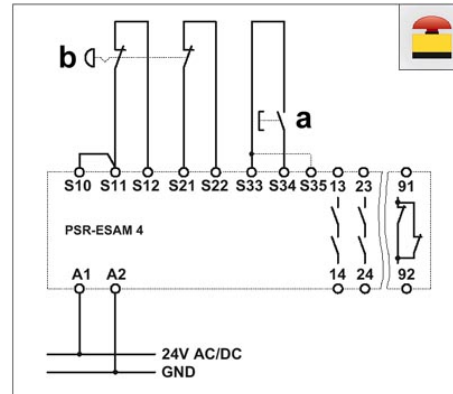 b
a
S10 S11 S12 S21 S22 S33 S34 S35 13 23 91
PSR-ESAM 4
14 24 92
A1 A2
24V AC/DC
GND